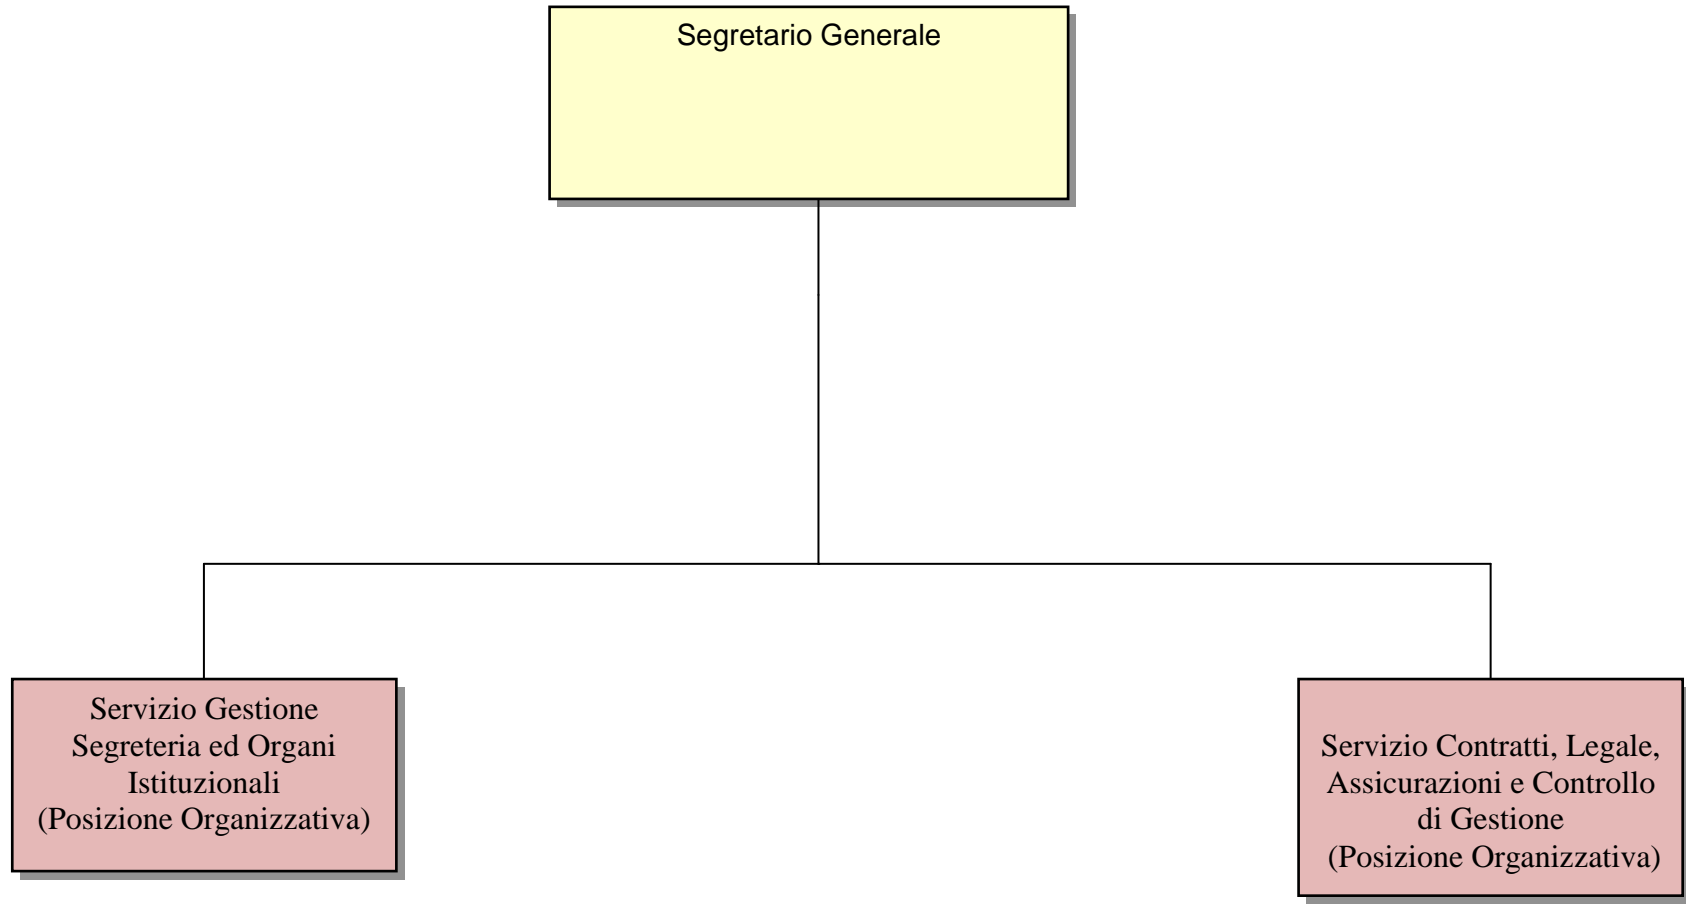 Segretario Generale
Servizio Gestione
Segreteria ed Organi
Istituzionali
(Posizione Organizzativa)
Servizio Contratti, Legale,
Assicurazioni e Controllo
di Gestione
(Posizione Organizzativa)